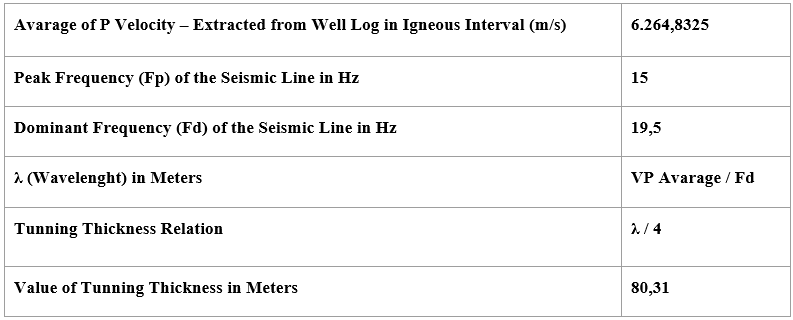 Avarage of P Velocity – Extracted from Well Log in Igneous Interval (m/s) 6.264,8325
Peak Frequency (Fp) of the Seismic Line in Hz 15
Dominant Frequency (Fd) of the Seismic Line in Hz 19,5
λ (Wavelenght) in Meters VP Avarage / Fd
Tunning Thickness Relation λ / 4
Value of Tunning Thickness in Meters 80,31